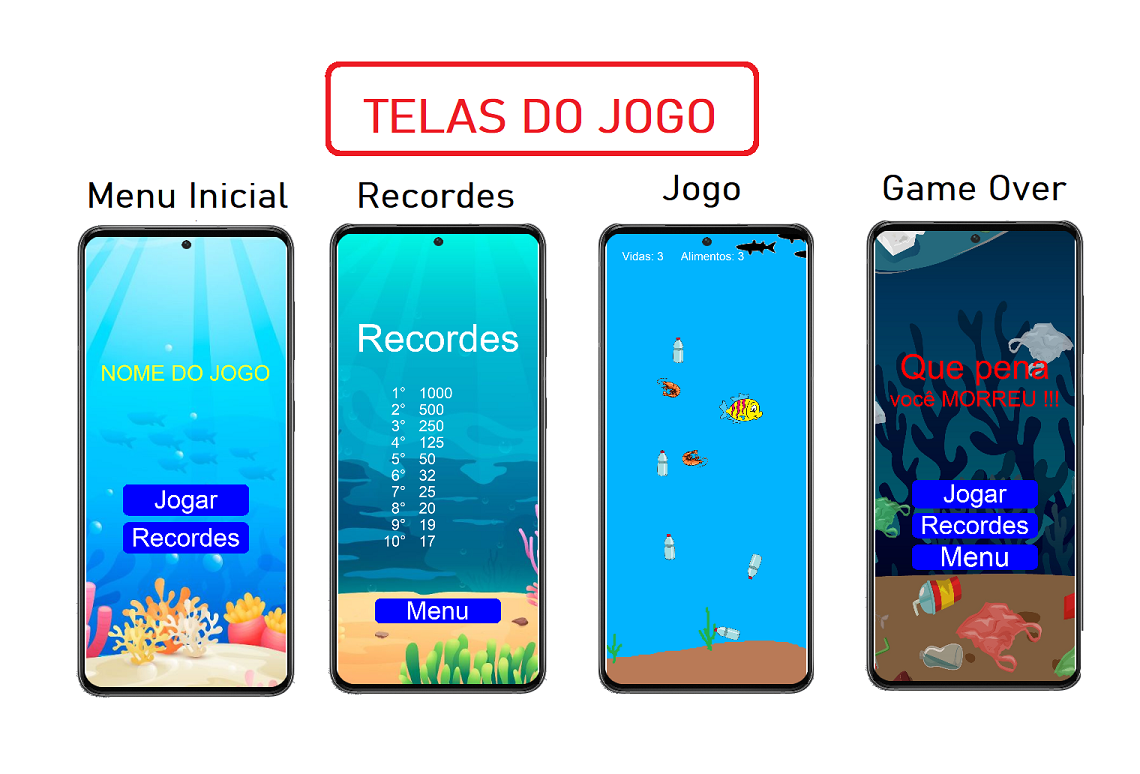 TELAS DO JOGO
Menu Inicial
Recordes
Jogo
Game Over
NOME DO JOGO
Jogar
Recordes
Recordes
1° 1000
2° 500
3° 250
4° 125
5° 50
6° 32
7° 25
8° 20
9° 19
10° 17
Menu
Vidas: 3 Alimentos: 3
Que pena
você MORREU !!!
Jogar
Recordes
Menu